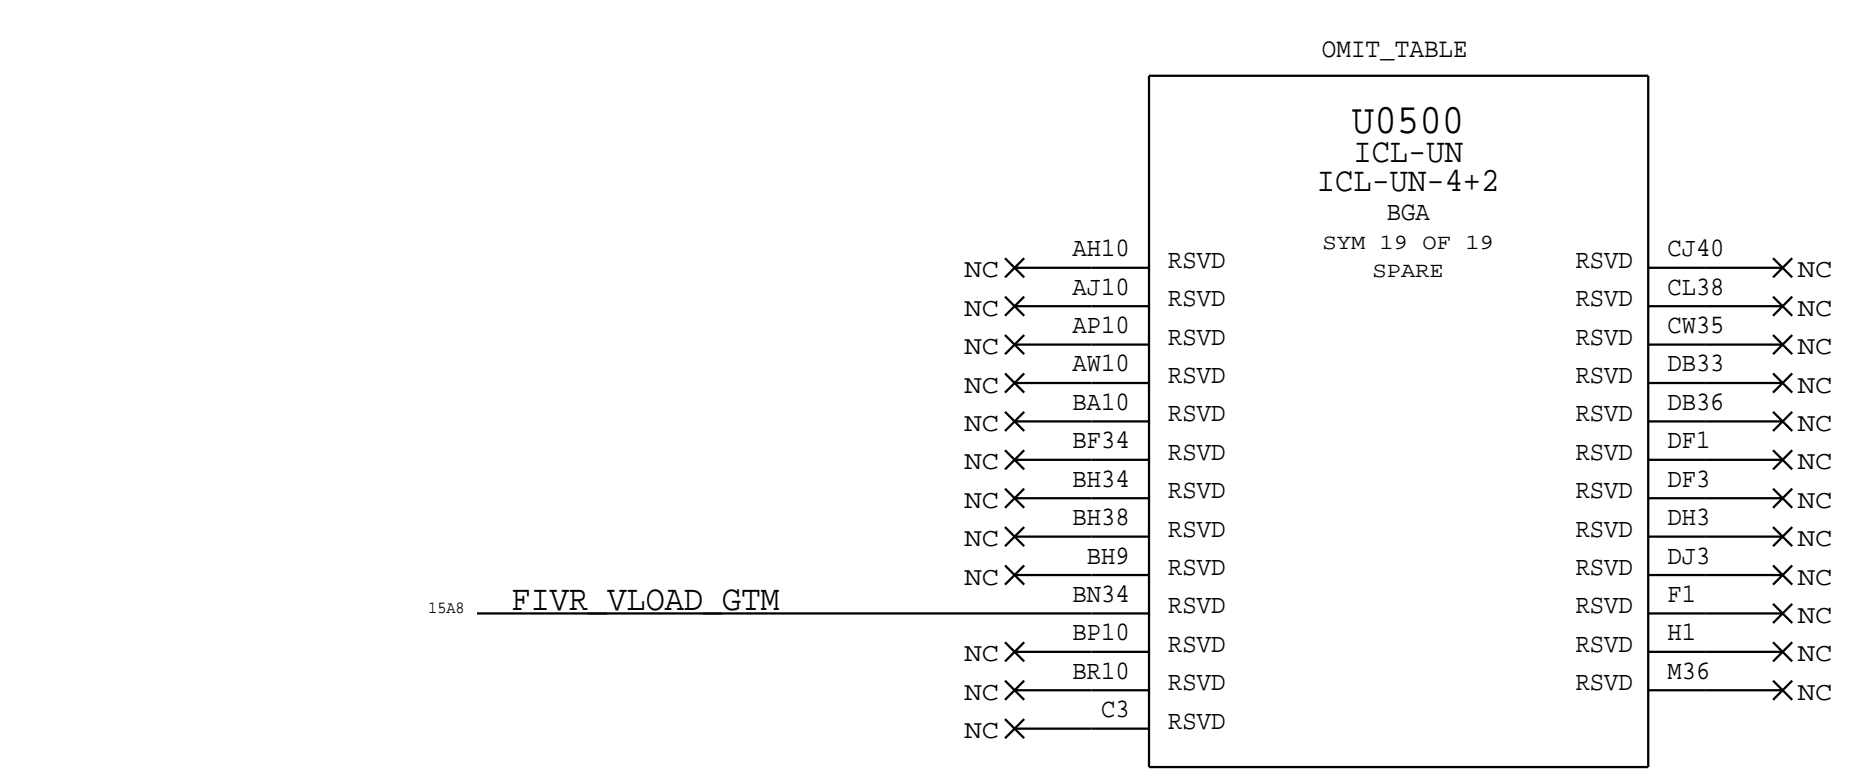 OMIT_TABLE
U0500
ICL-UN
ICL-UN-4+2
BGA
SYM 19 OF 19
SPARE
NC AH10 RSVD RSVD CJ40 NC
NC AJ10 RSVD RSVD CL38 NC
NC AP10 RSVD RSVD CW35 NC
NC AW10 RSVD RSVD DB33 NC
NC BA10 RSVD RSVD DB36 NC
NC BF34 RSVD RSVD DF1 NC
NC BH34 RSVD RSVD DF3 NC
NC BH38 RSVD RSVD DH3 NC
NC BH9 RSVD RSVD DJ3 NC
15A8 FIVR_VLOAD_GTM BN34 RSVD RSVD F1 NC
NC BP10 RSVD RSVD H1 NC
NC BR10 RSVD RSVD M36 NC
NC C3 RSVD